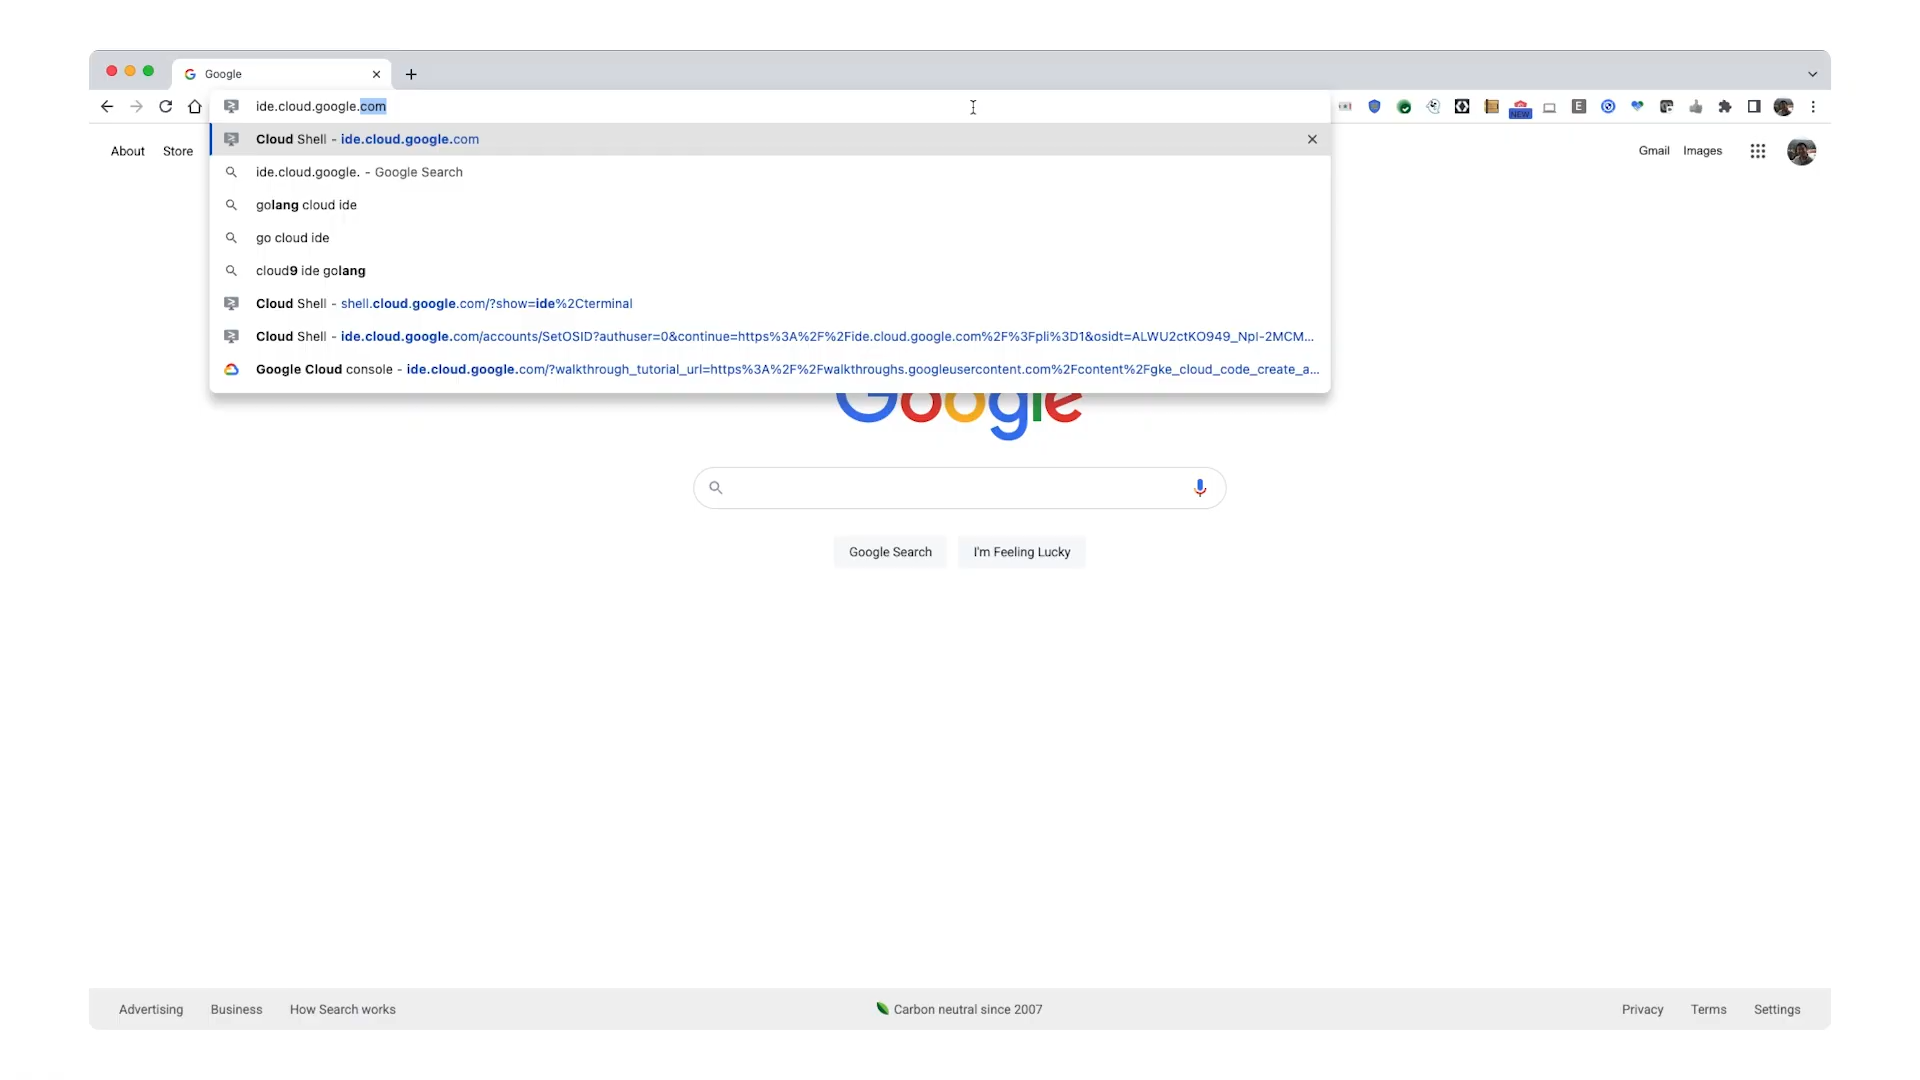 Google
ide.cloud.google.com
Cloud Shell - ide.cloud.google.com
ide.cloud.google. - Google Search
golang cloud ide
go cloud ide
cloud9 ide golang
Cloud Shell - shell.cloud.google.com/?show=ide%2Cterminal
Cloud Shell - ide.cloud.google.com/accounts/SetOSID?authuser=0&continue=https%3A%2F%2Fide.cloud.google.com%2F%3Fpli%3D1&osidt=ALWU2ctKO949_NpI-2MCM...
Google Cloud console - ide.cloud.google.com/?walkthrough_tutorial_url=https%3A%2F%2Fwalkthroughs.googleusercontent.com%2Fcontent%2Fgke_cloud_code_create_a...
NEW
E
About Store
Gmail Images
Google
Google Search I'm Feeling Lucky
Advertising Business How Search works
Carbon neutral since 2007
Privacy Terms Settings